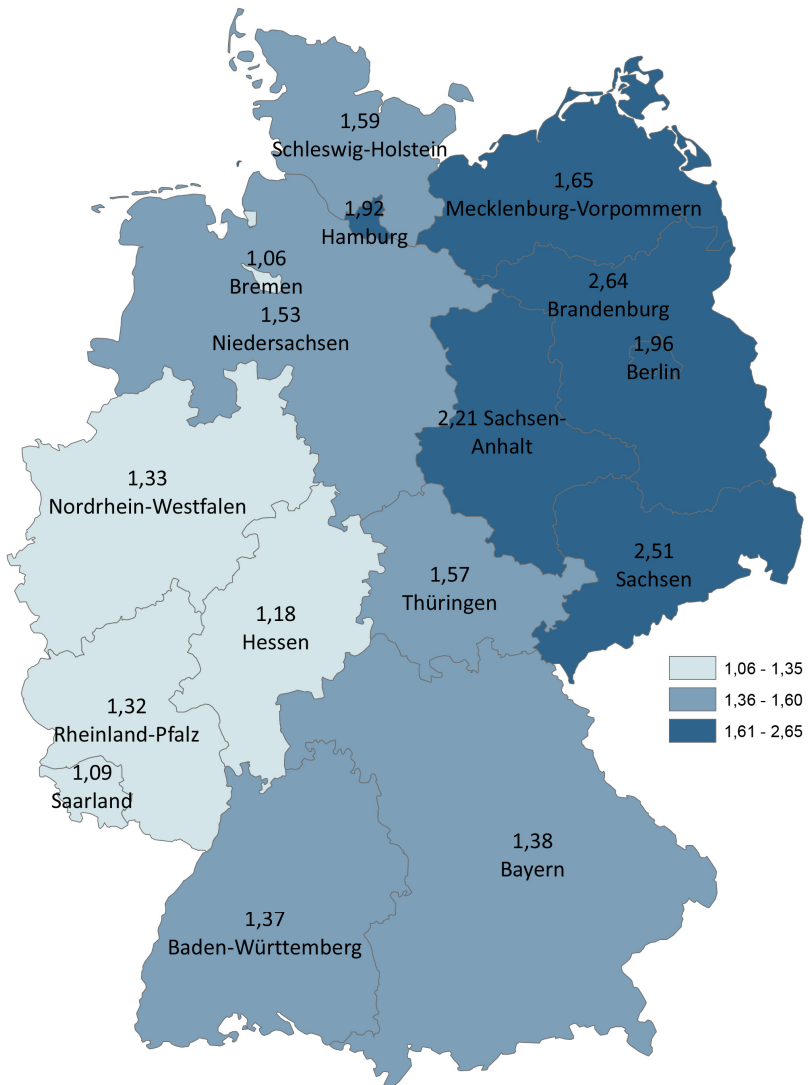 1,59
Schleswig-Holstein
1,65
Mecklenburg-Vorpommern
1,92
Hamburg
1,06
Bremen
2,64
Brandenburg
1,53
Niedersachsen
1,96
Berlin
2,21 Sachsen-
Anhalt
1,33
Nordrhein-Westfalen
2,51
Sachsen
1,57
Thüringen
1,18
Hessen
1,06 - 1,35
1,36 - 1,60
1,61 - 2,65
1,32
Rheinland-Pfalz
1,09
Saarland
1,38
Bayern
1,37
Baden-Württemberg